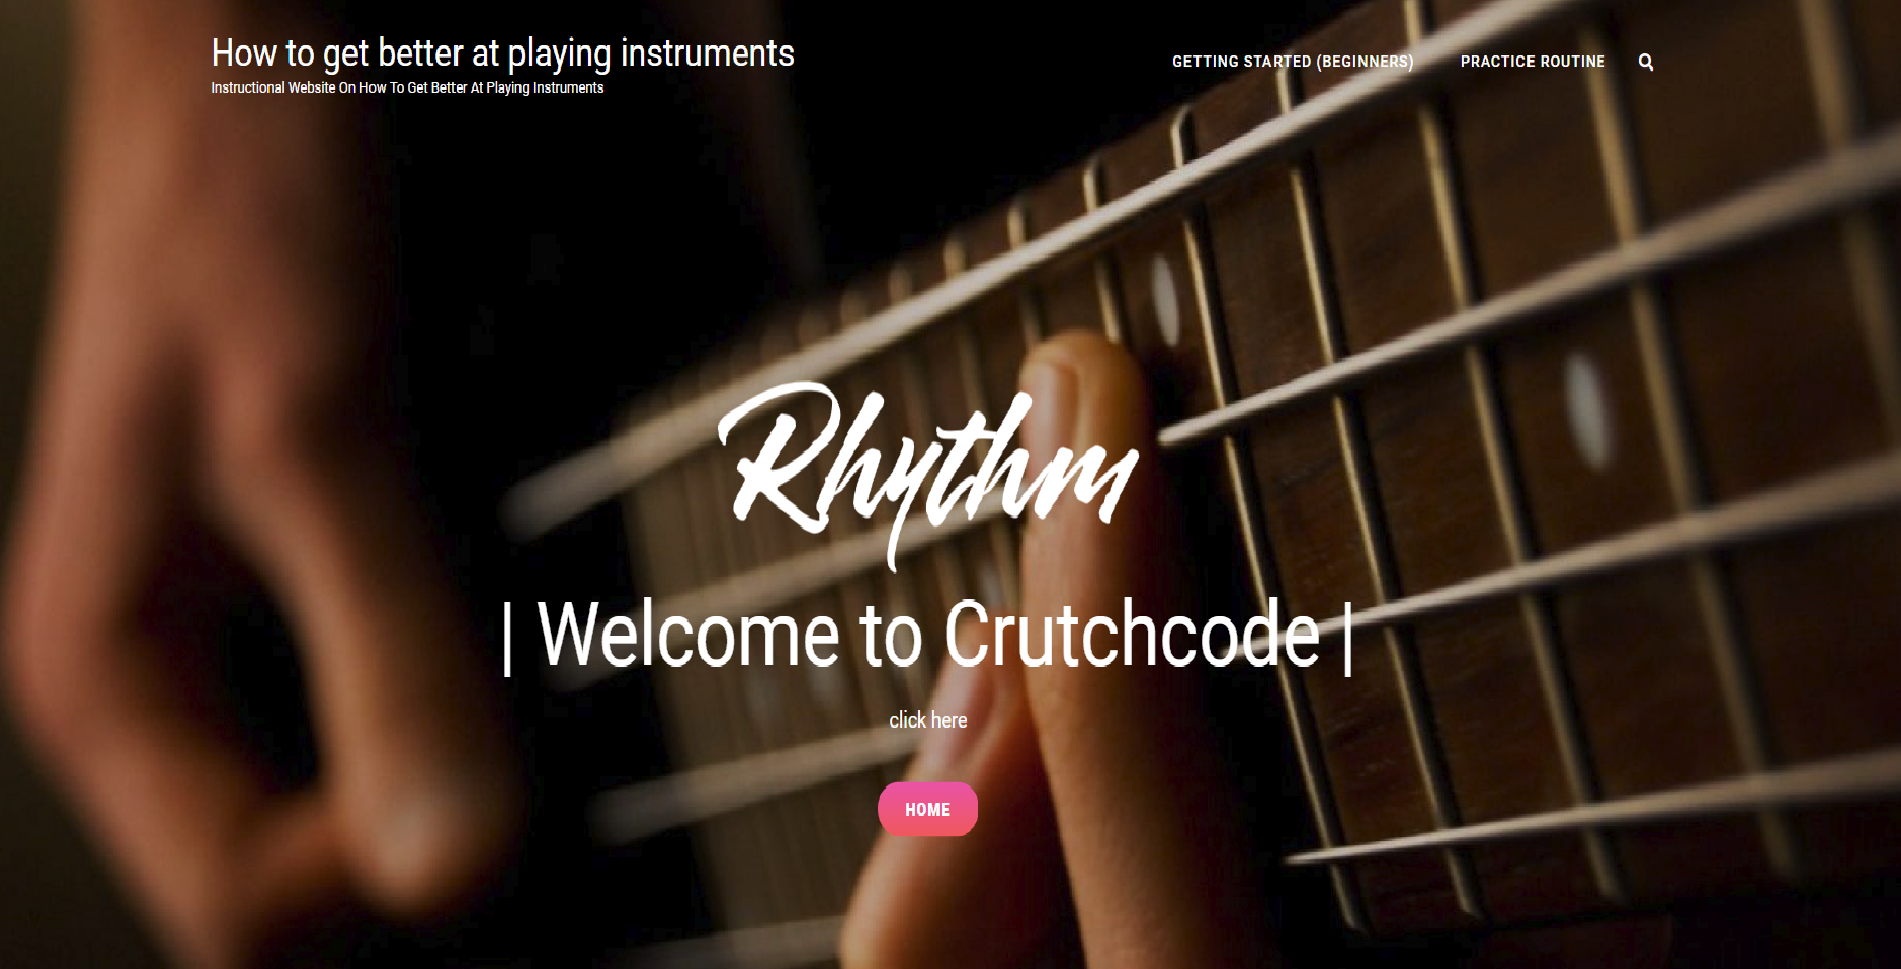 How to get better at playing instruments
Instructional Website On How To Get Better At Playing Instruments
GETTING STARTED (BEGINNERS)
PRACTICE ROUTINE
Rhythm
| Welcome to Crutchcode |
click here
HOME